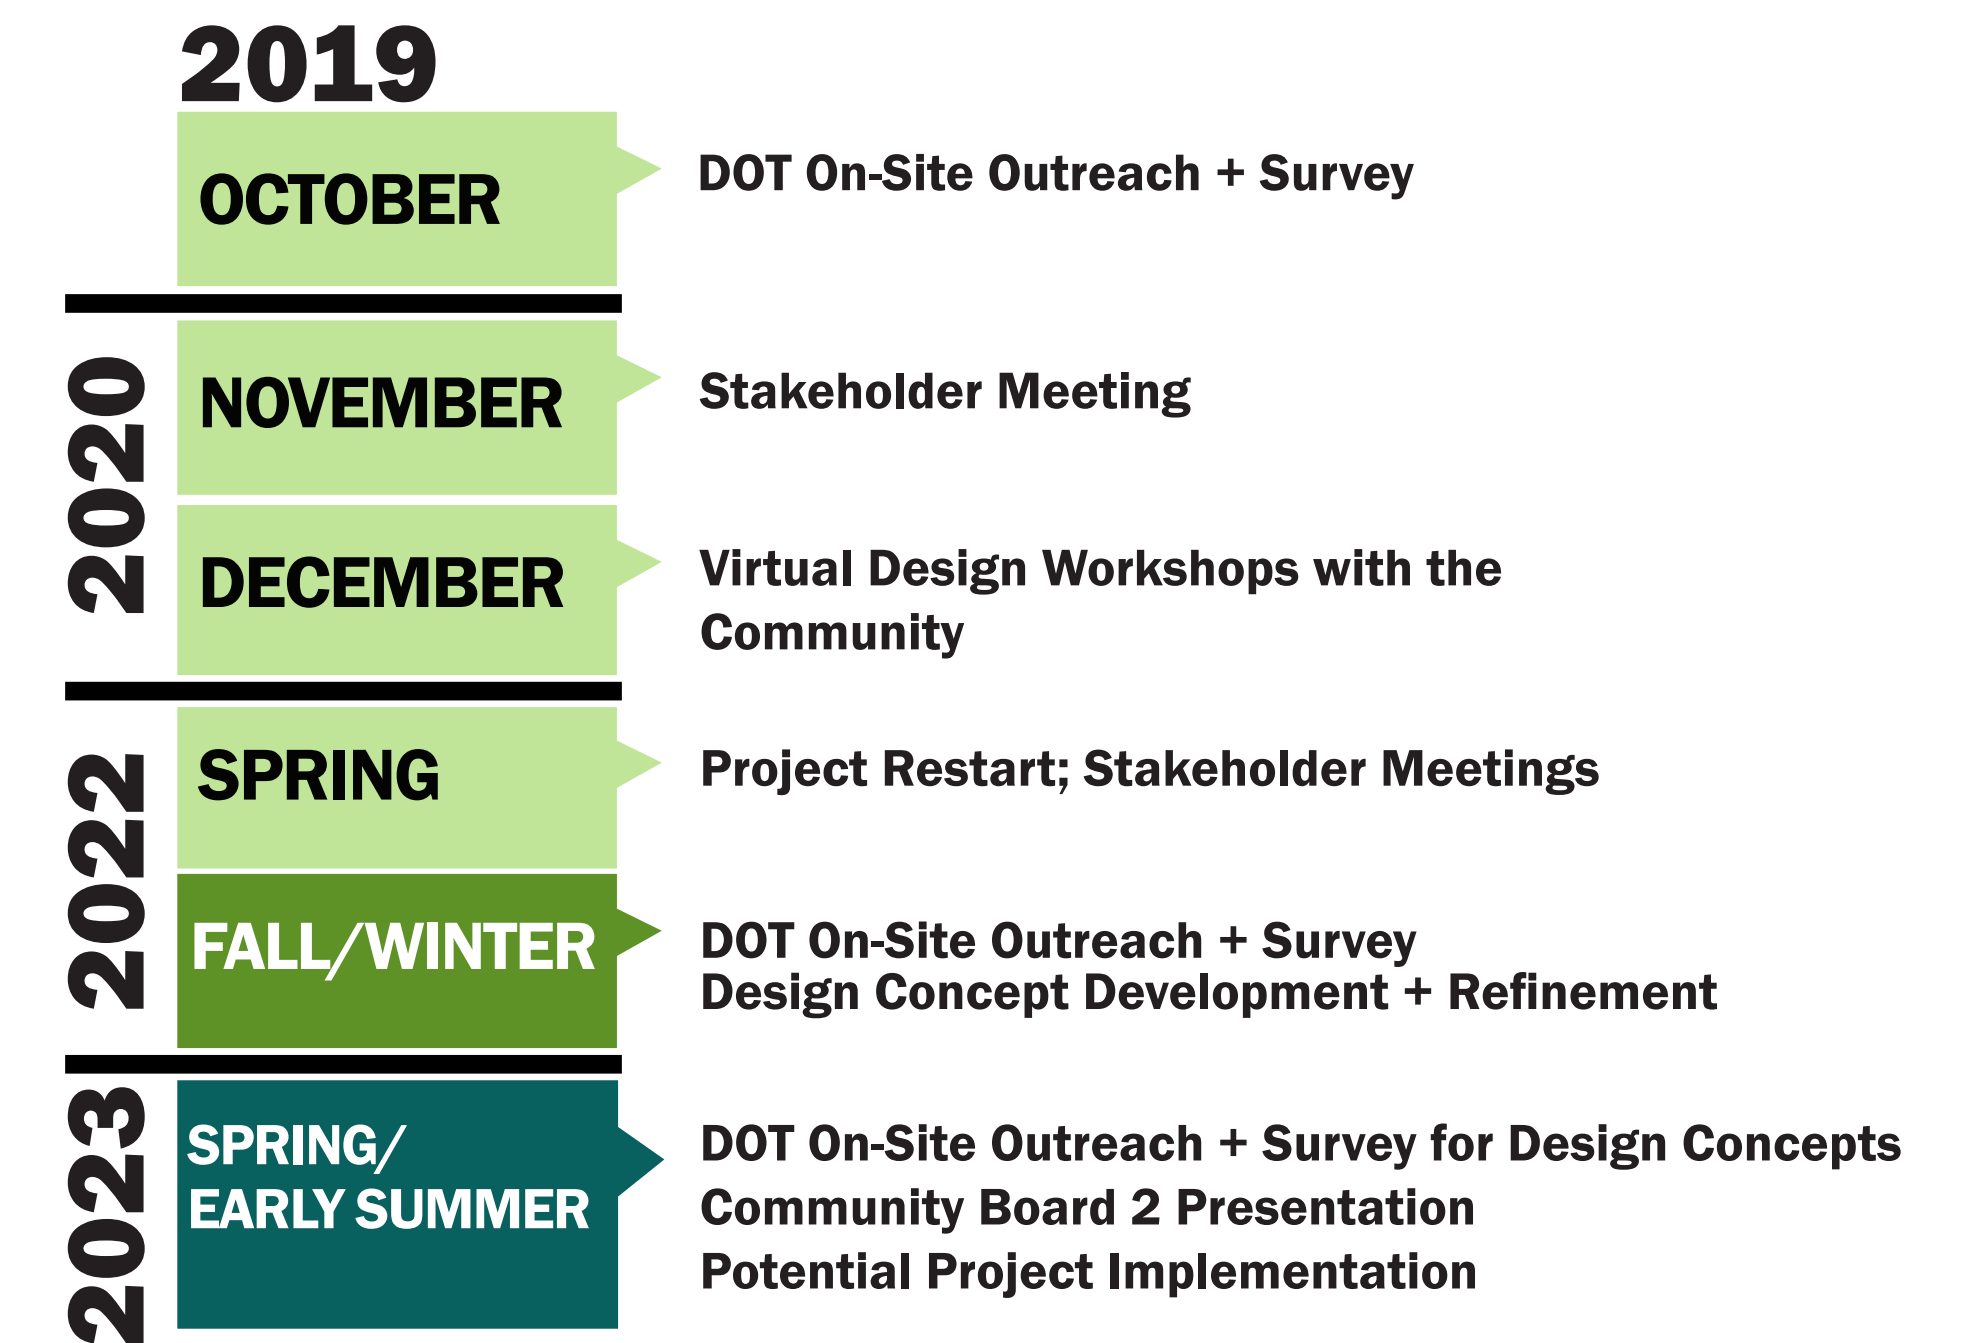 2019
OCTOBER
DOT On-Site Outreach + Survey
2020
NOVEMBER
Stakeholder Meeting
DECEMBER
Virtual Design Workshops with the
Community
2022
SPRING
Project Restart; Stakeholder Meetings
FALL/WINTER
DOT On-Site Outreach + Survey
Design Concept Development + Refinement
2023
SPRING/
EARLY SUMMER
DOT On-Site Outreach + Survey for Design Concepts
Community Board 2 Presentation
Potential Project Implementation